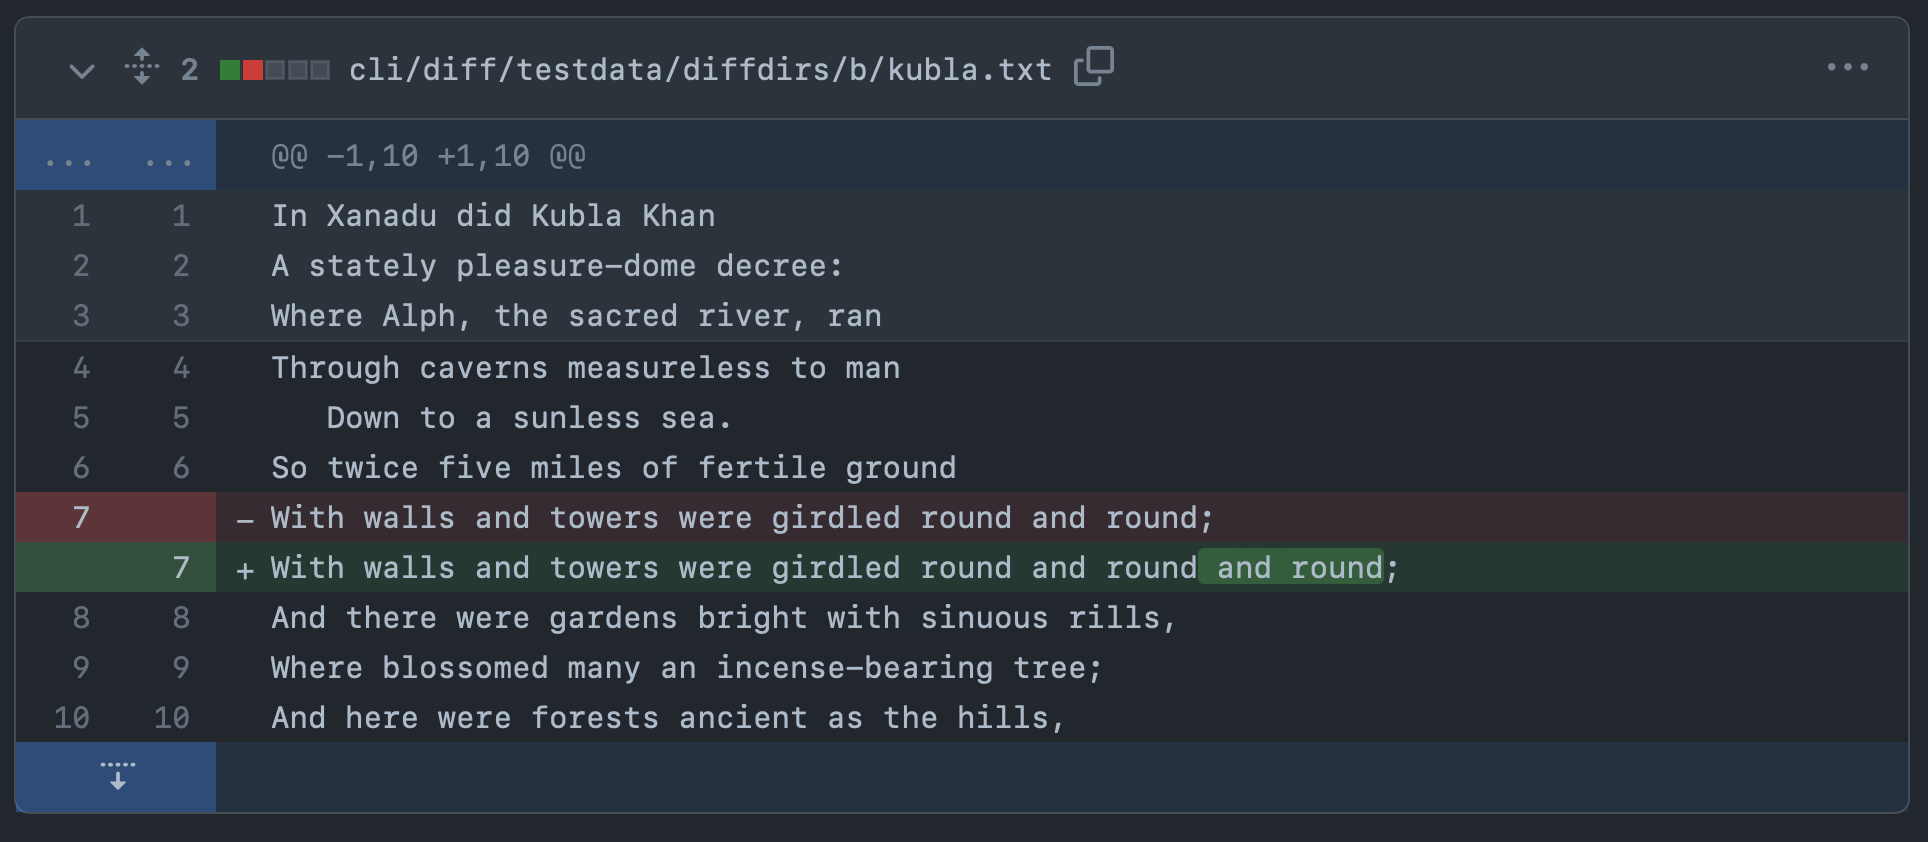 2 cli/diff/testdata/diffdirs/b/kubla.txt ...
... ... @@ -1,10 +1,10 @@
1 1 In Xanadu did Kubla Khan
2 2 A stately pleasure-dome decree:
3 3 Where Alph, the sacred river, ran
4 4 Through caverns measureless to man
5 5    Down to a sunless sea.
6 6 So twice five miles of fertile ground
7 - With walls and towers were girdled round and round;
7 + With walls and towers were girdled round and round and round;
8 8 And there were gardens bright with sinuous rills,
9 9 Where blossomed many an incense-bearing tree;
10 10 And here were forests ancient as the hills,